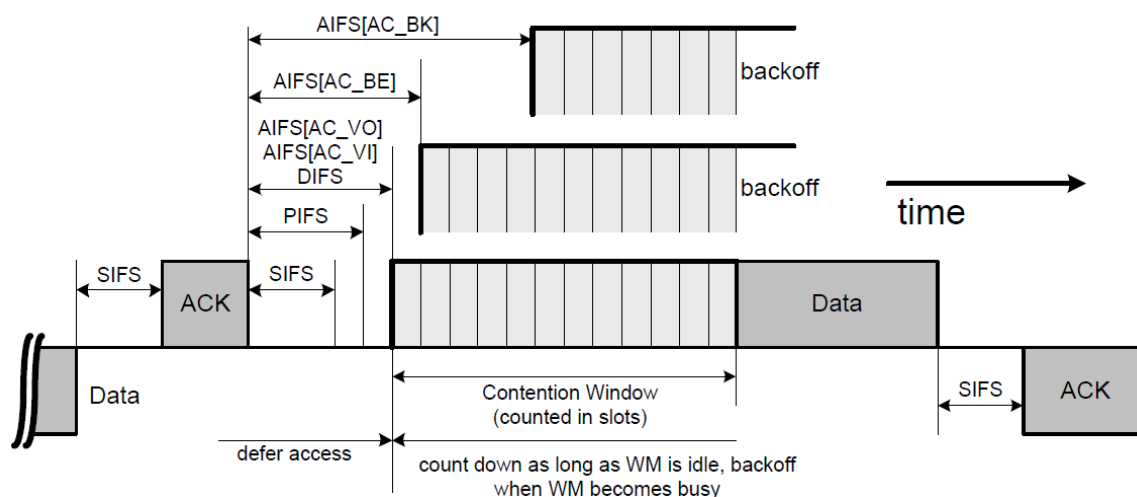 AIFS[AC_BK]
backoff
AIFS[AC_BE]
AIFS[AC_VO]
AIFS[AC_VI]
DIFS
backoff
time
PIFS
SIFS
ACK
SIFS
Data
Data
Contention Window
(counted in slots)
SIFS
ACK
defer access
count down as long as WM is idle, backoff
when WM becomes busy